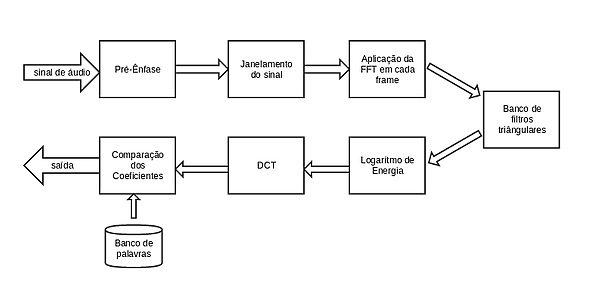 sinal de áudio
Pré-Ênfase
Janelamento
do sinal
Aplicação da
FFT em cada
frame
Banco de
filtros
triângulares
Logarítmo de
Energia
DCT
Comparação
dos
Coeficientes
saída
Banco de
palavras